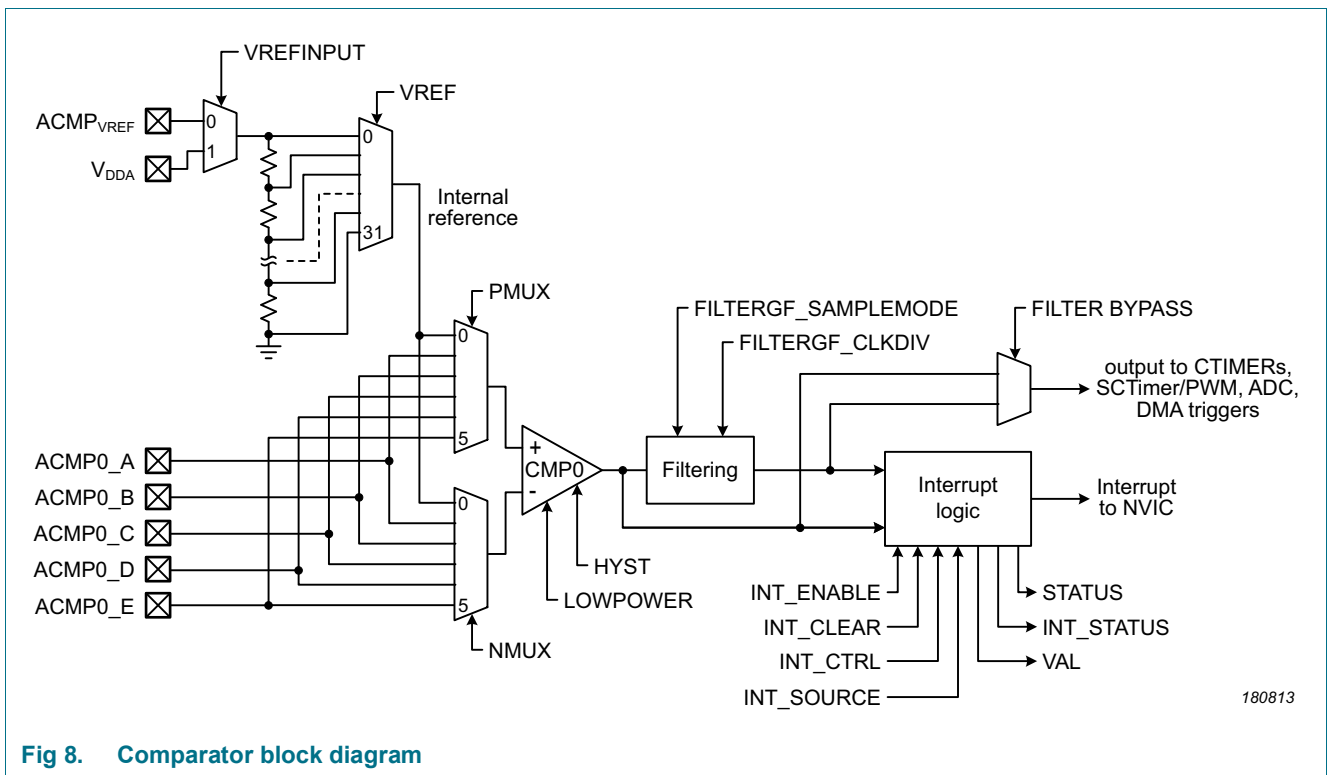 VREFINPUT
VREF
ACMPVREF
0
1
VDDA
0
31
Internal
reference
PMUX
0
5
FILTERGF_SAMPLEMODE
FILTERGF_CLKDIV
FILTER BYPASS
output to CTIMERs,
SCTimer/PWM, ADC,
DMA triggers
ACMP0_A
ACMP0_B
ACMP0_C
ACMP0_D
ACMP0_E
+
CMP0
-
Filtering
Interrupt
logic
Interrupt
to NVIC
0
5
HYST
LOWPOWER
NMUX
INT_ENABLE
INT_CLEAR
INT_CTRL
INT_SOURCE
STATUS
INT_STATUS
VAL
180813
Fig 8. Comparator block diagram